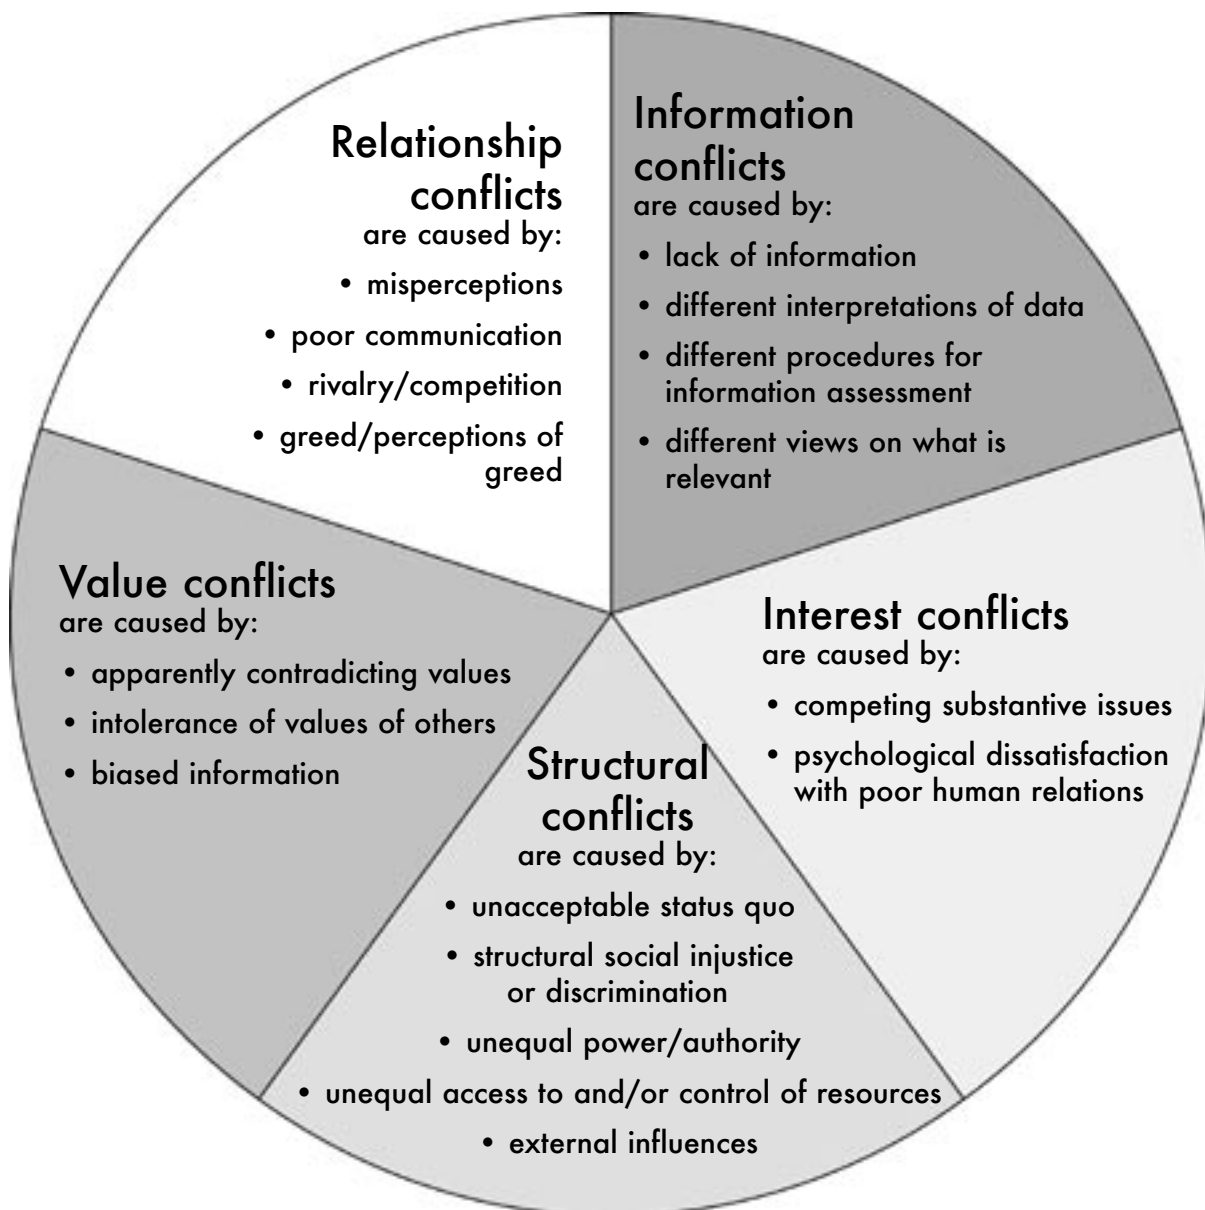 Relationship
conflicts
are caused by:
• misperceptions
• poor communication
• rivalry/competition
• greed/perceptions of
greed
Information
conflicts
are caused by:
• lack of information
• different interpretations of data
• different procedures for
information assessment
• different views on what is
relevant
Value conflicts
are caused by:
• apparently contradicting values
• intolerance of values of others
• biased information
Interest conflicts
are caused by:
• competing substantive issues
• psychological dissatisfaction
with poor human relations
Structural
conflicts
are caused by:
• unacceptable status quo
• structural social injustice
or discrimination
• unequal power/authority
• unequal access to and/or control of resources
• external influences